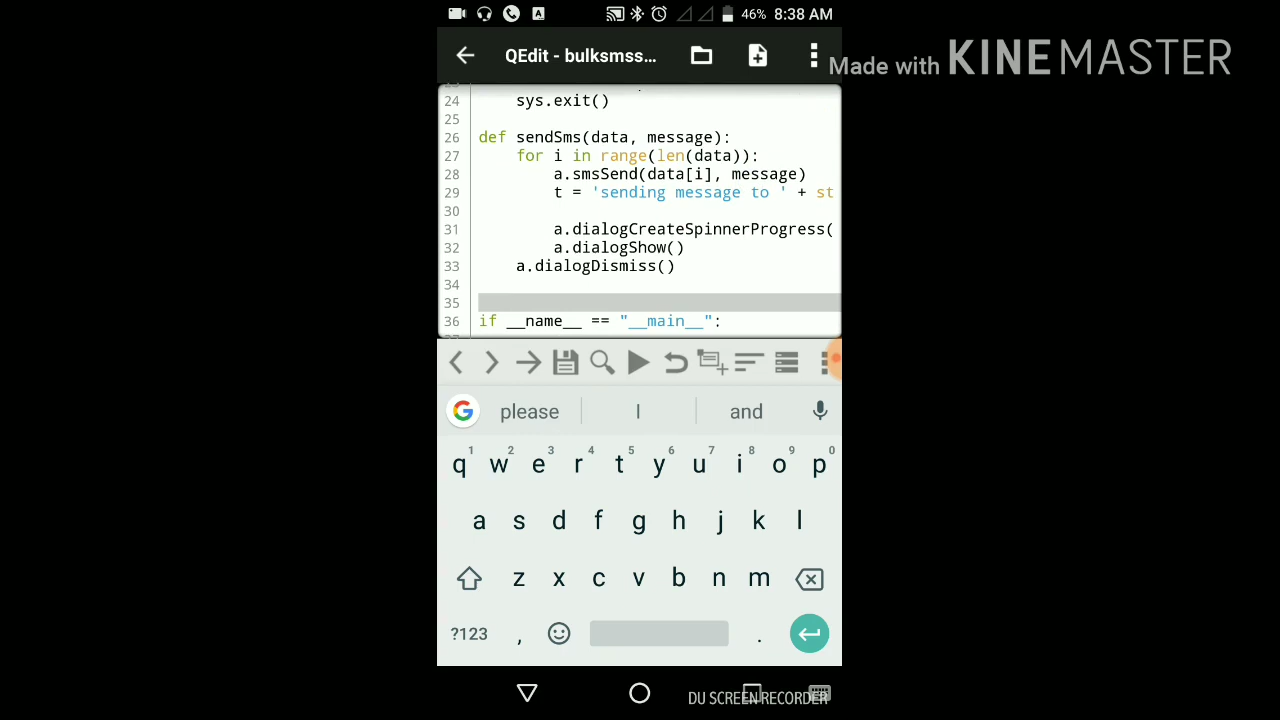 46% 8:38 AM
QEdit - bulksmss...
Made with KINEMASTER
24 sys.exit()
25
26 def sendSms(data, message):
27 for i in range(len(data)):
28 a.smsSend(data[i], message)
29 t = 'sending message to ' + st
30
31 a.dialogCreateSpinnerProgress(
32 a.dialogShow()
33 a.dialogDismiss()
34
35
36 if __name__ == "__main__":
please I and
1 2 3 4 5 6 7 8 9 0
q w e r t y u i o p
a s d f g h j k l
z x c v b n m
?123 , .
DU SCREEN RECORDER